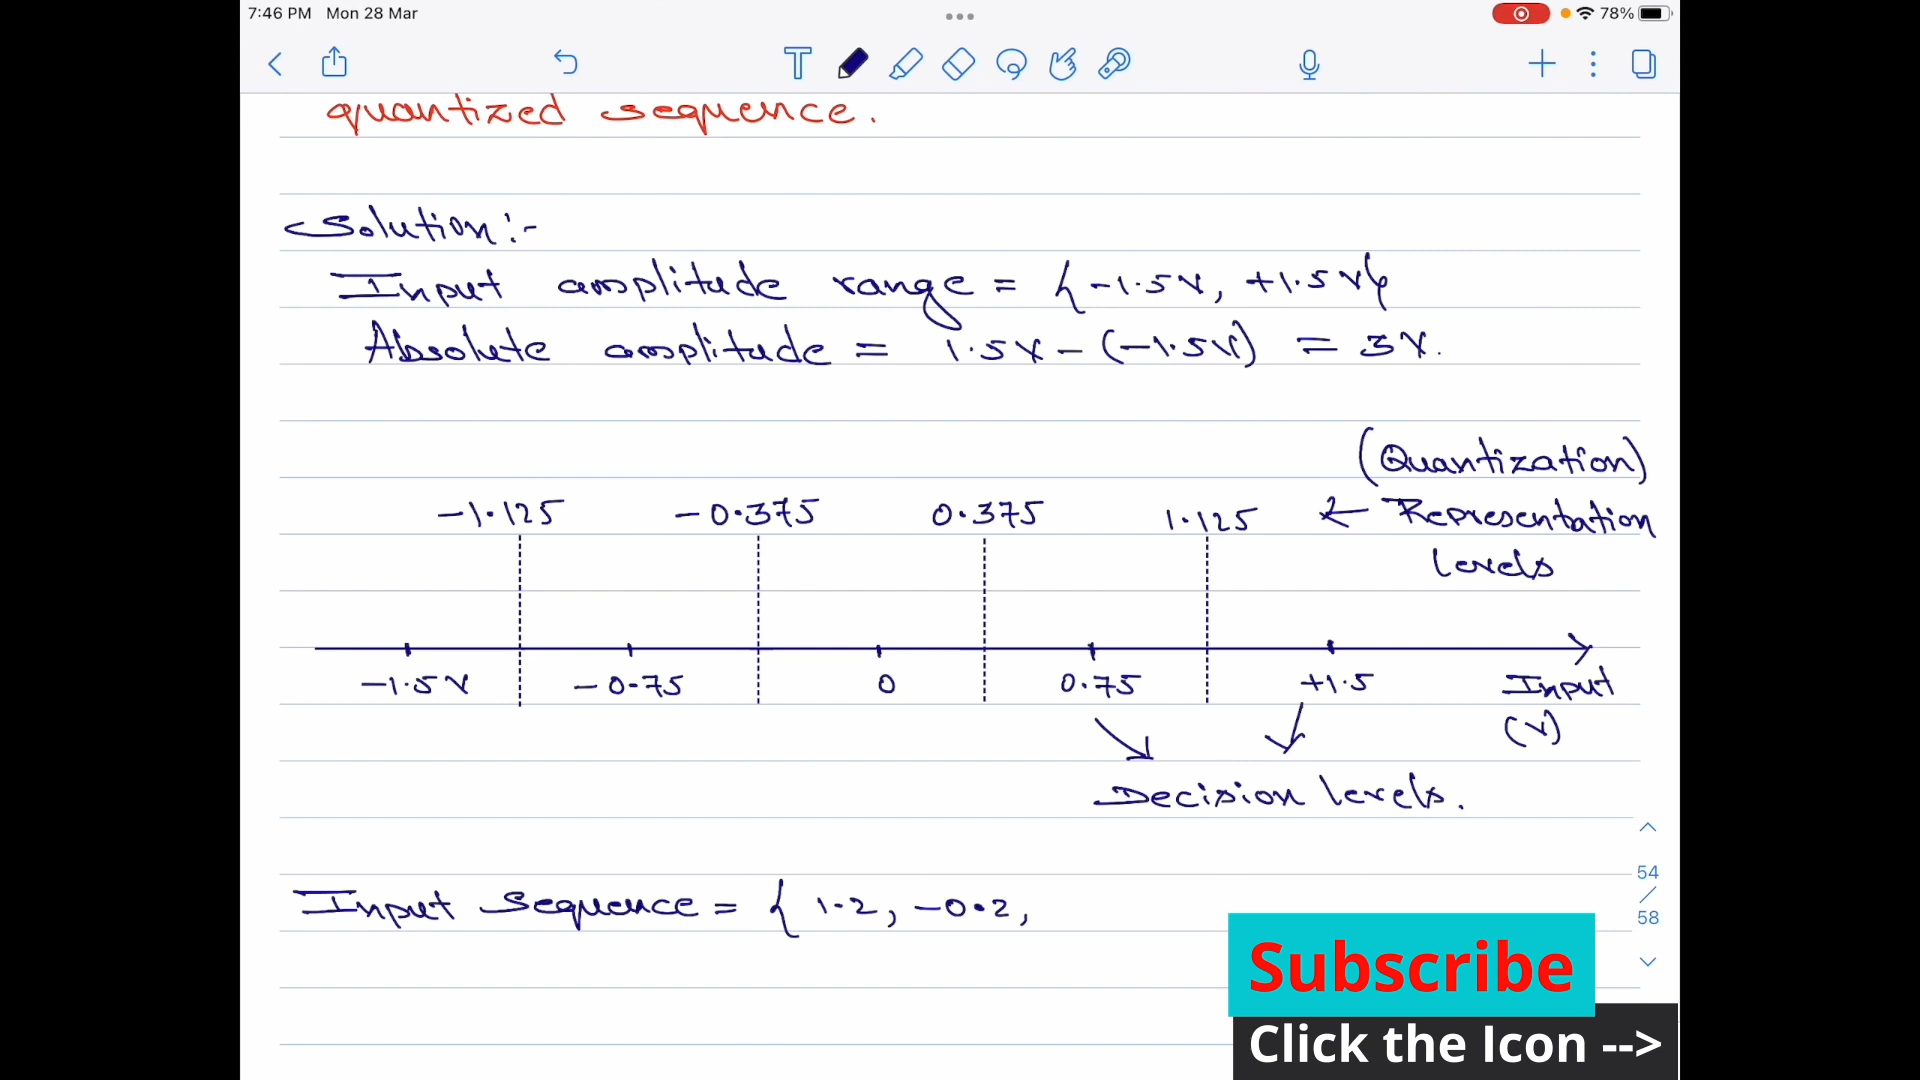 7:46 PM Mon 28 Mar
78%
quantized sequence.
Solution:-
Input amplitude range = {-1.5V, +1.5V}
Absolute amplitude = 1.5V - (-1.5V) = 3V.
(Quantization)
-1.125 -0.375 0.375 1.125 ← Representation
levels
-1.5V -0.75 0 0.75 +1.5 Input
(V)
Decision levels.
54
/
58
Input Sequence = { 1.2, -0.2,
Subscribe
Click the Icon -->